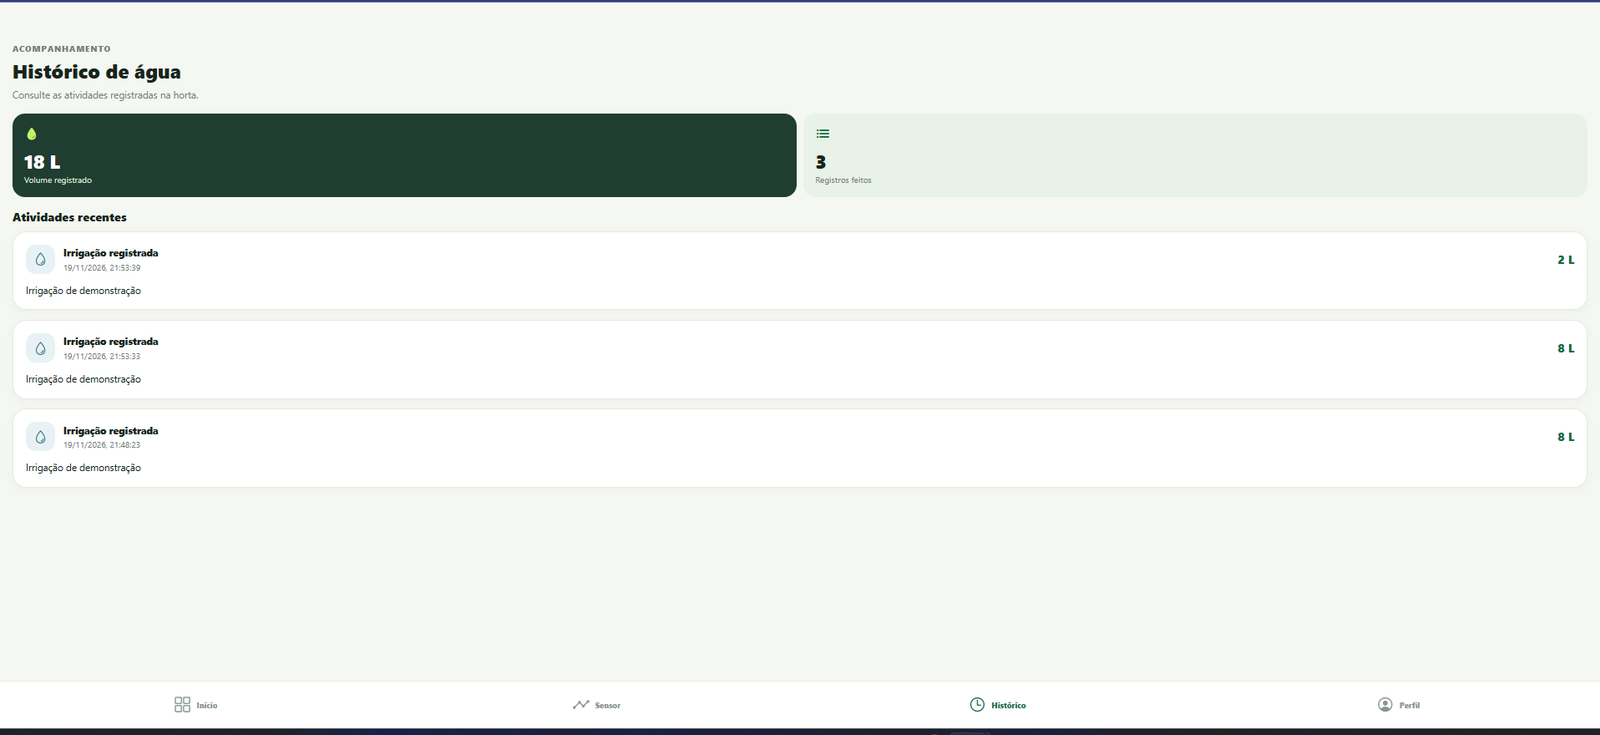 ACOMPANHAMENTO
Histórico de água
Consulte as atividades registradas na horta.
18 L
Volume registrado
3
Registros feitos
Atividades recentes
Irrigação registrada
19/11/2026, 21:53:39
2 L
Irrigação de demonstração
Irrigação registrada
19/11/2026, 21:53:33
8 L
Irrigação de demonstração
Irrigação registrada
19/11/2026, 21:48:23
8 L
Irrigação de demonstração
Início
Sensor
Histórico
Perfil